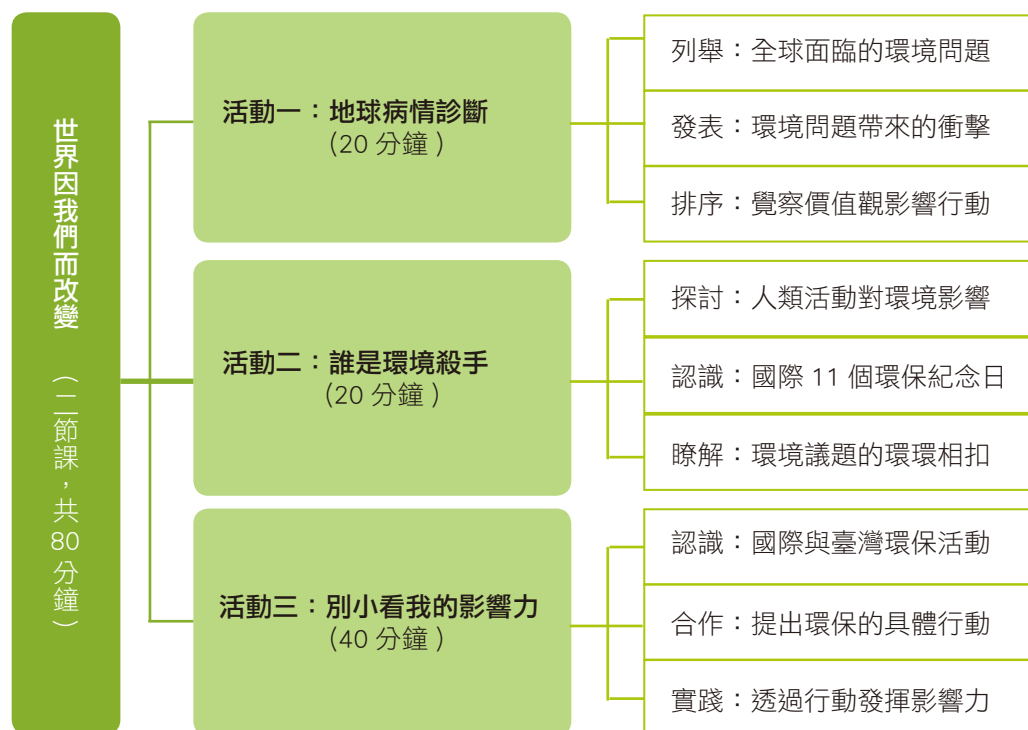 世界因我們而改變 （二節課，共80分鐘）
活動一：地球病情診斷
(20 分鐘 )
列舉：全球面臨的環境問題
發表：環境問題帶來的衝擊
排序：覺察價值觀影響行動
活動二：誰是環境殺手
(20 分鐘 )
探討：人類活動對環境影響
認識：國際 11 個環保紀念日
瞭解：環境議題的環環相扣
活動三：別小看我的影響力
(40 分鐘 )
認識：國際與臺灣環保活動
合作：提出環保的具體行動
實踐：透過行動發揮影響力